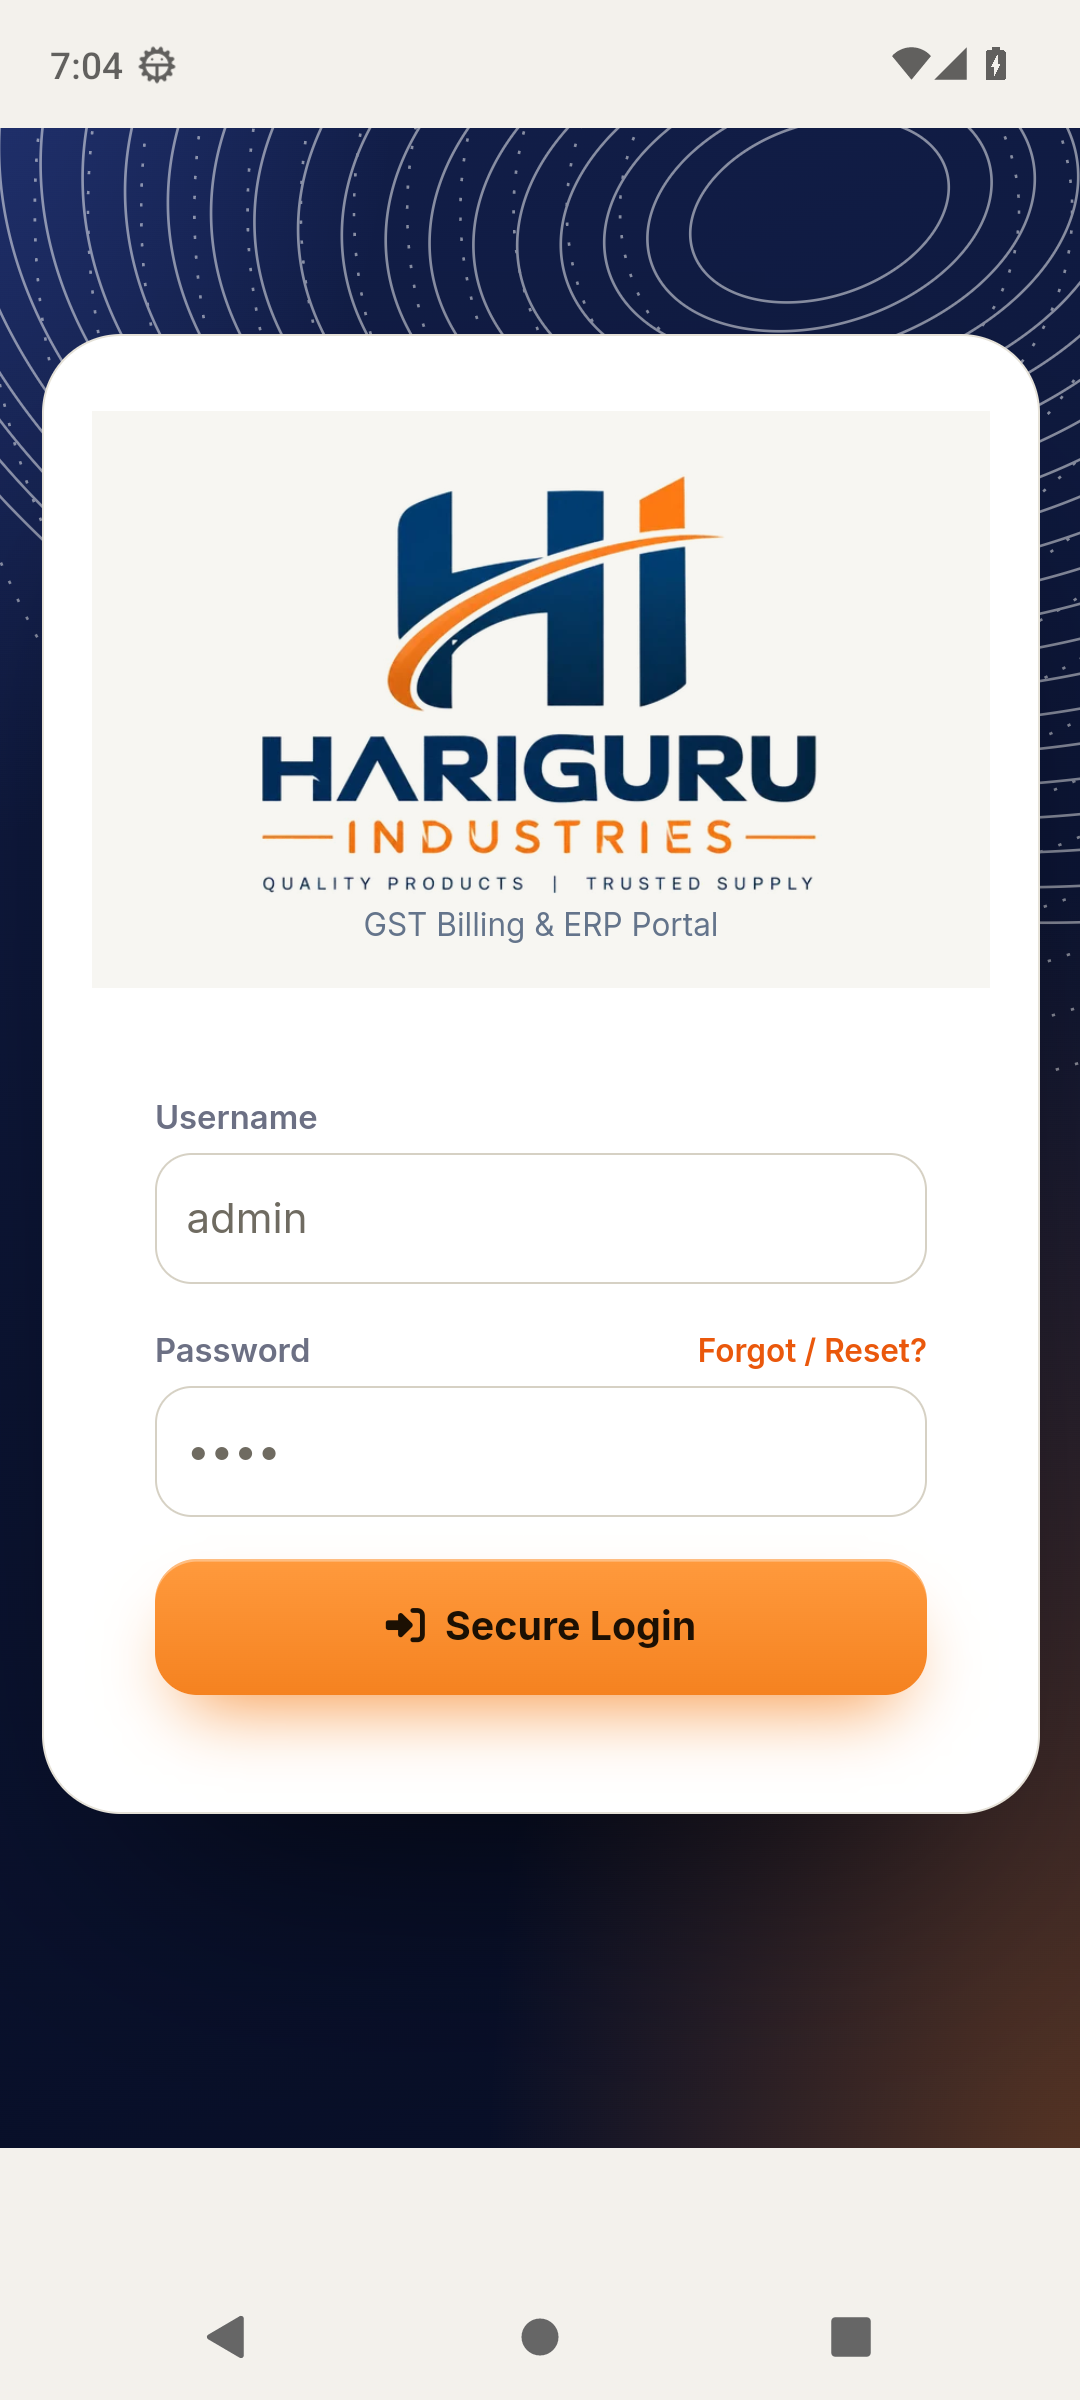 7:04
HI
HARIGURU
INDUSTRIES
QUALITY PRODUCTS | TRUSTED SUPPLY
GST Billing & ERP Portal
Username
admin
Password
Forgot / Reset?
••••
Secure Login